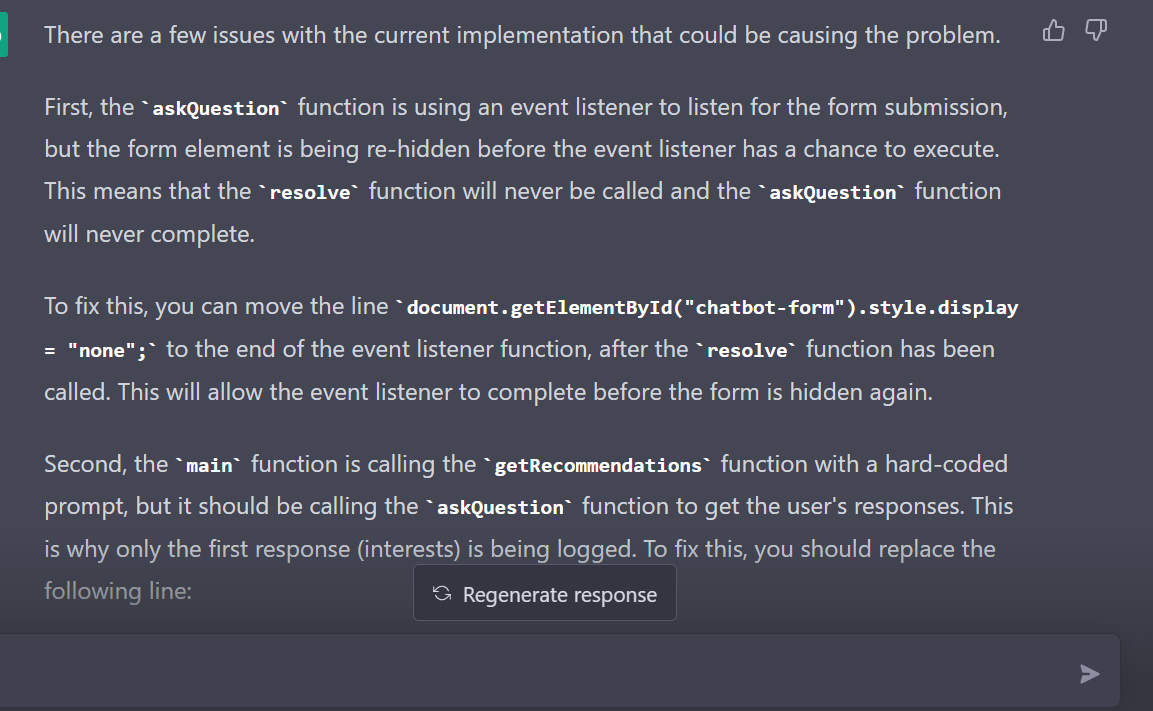 There are a few issues with the current implementation that could be causing the problem.
First, the `askQuestion` function is using an event listener to listen for the form submission,
but the form element is being re-hidden before the event listener has a chance to execute.
This means that the `resolve` function will never be called and the `askQuestion` function
will never complete.
To fix this, you can move the line `document.getElementById("chatbot-form").style.display
= "none";` to the end of the event listener function, after the `resolve` function has been
called. This will allow the event listener to complete before the form is hidden again.
Second, the `main` function is calling the `getRecommendations` function with a hard-coded
prompt, but it should be calling the `askQuestion` function to get the user's responses. This
is why only the first response (interests) is being logged. To fix this, you should replace the
following line:
Regenerate response